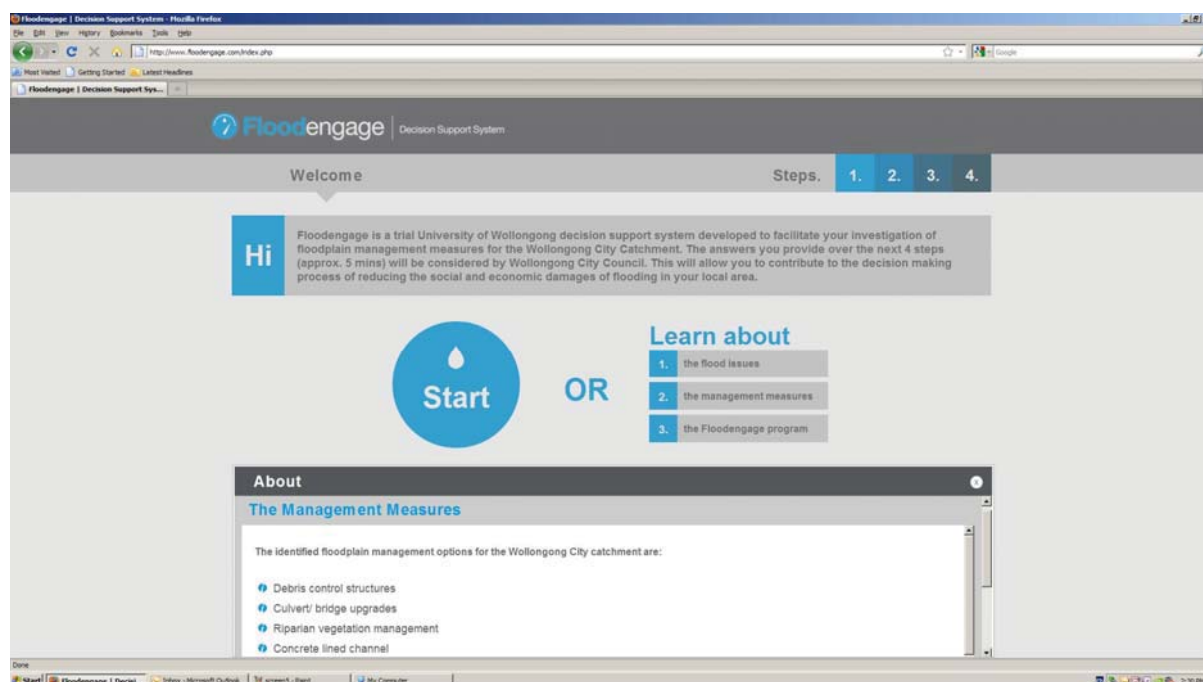 Floodengage | Decision Support System - Mozilla Firefox
File Edit View History Bookmarks Tools Help
http://www.floodengage.com/index.php
Google
Most Visited Getting Started Latest Headlines
Floodengage | Decision Support Sys...
Floodengage | Decision Support System
Welcome
Steps. 1. 2. 3. 4.
Hi
Floodengage is a trial University of Wollongong decision support system developed to facilitate your investigation of
floodplain management measures for the Wollongong City Catchment. The answers you provide over the next 4 steps
(approx. 5 mins) will be considered by Wollongong City Council. This will allow you to contribute to the decision making
process of reducing the social and economic damages of flooding in your local area.
Start
OR
Learn about
1. the flood issues
2. the management measures
3. the Floodengage program
About
The Management Measures
The identified floodplain management options for the Wollongong City catchment are:
Debris control structures
Culvert/ bridge upgrades
Riparian vegetation management
Concrete lined channel
Done
Start Floodengage | Decisi... Inbox - Microsoft Outlook - Paint My Computer